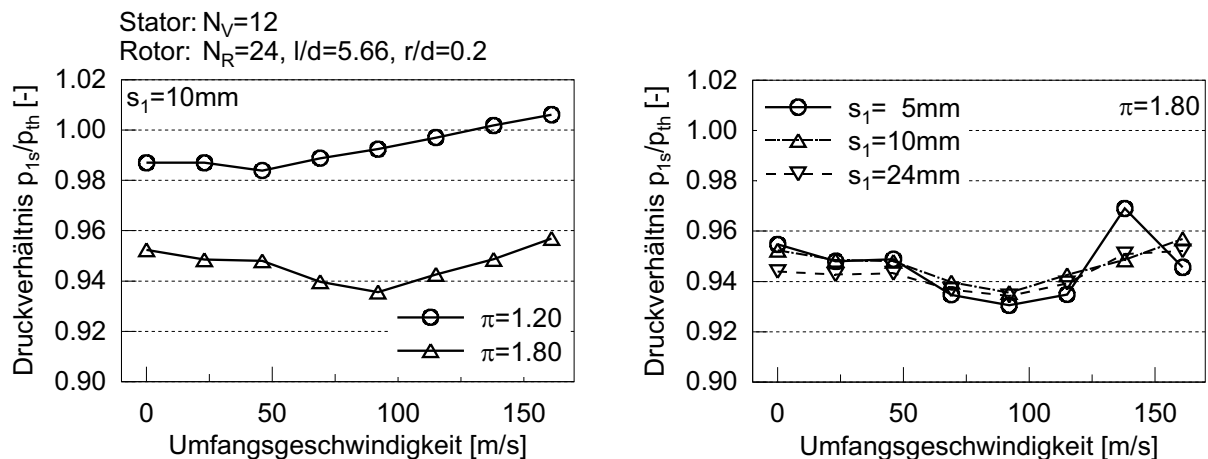 Stator: N_V=12
Rotor: N_R=24, l/d=5.66, r/d=0.2
Druckverhältnis p_1s/p_th [-]
1.02
1.00
0.98
0.96
0.94
0.92
0.90
s_1=10mm
π=1.20
π=1.80
0
50
100
150
Umfangsgeschwindigkeit [m/s]
Druckverhältnis p_1s/p_th [-]
1.02
1.00
0.98
0.96
0.94
0.92
0.90
s_1= 5mm
s_1=10mm
s_1=24mm
π=1.80
0
50
100
150
Umfangsgeschwindigkeit [m/s]